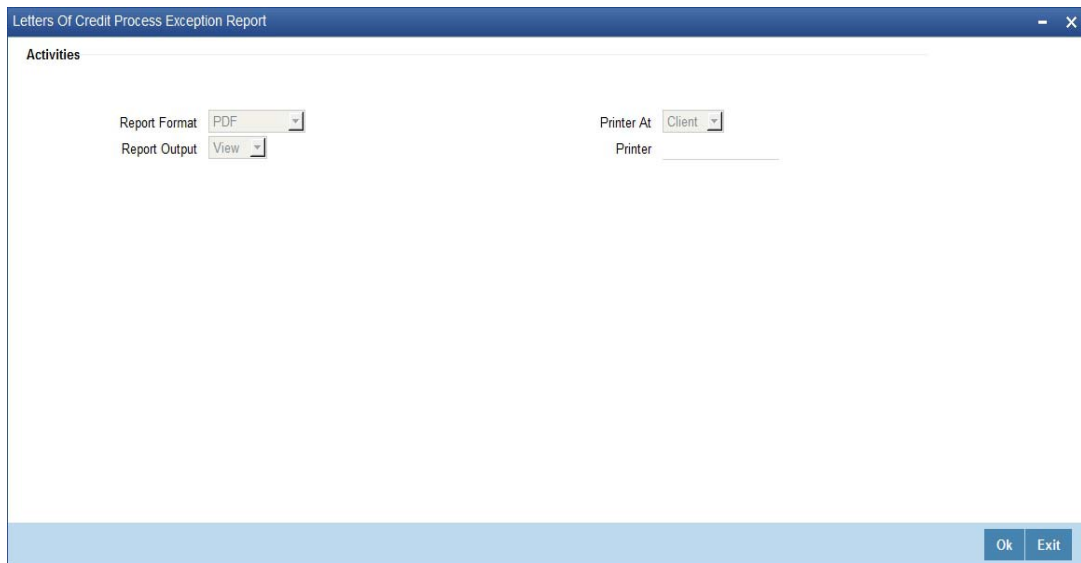 Letters Of Credit Process Exception Report
Activities
Report Format PDF
Printer At Client
Report Output View
Printer
Ok Exit